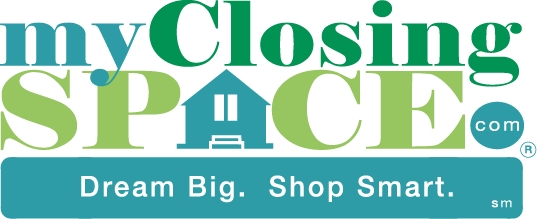 myClosing
SPACE.com®
Dream Big. Shop Smart.
sm